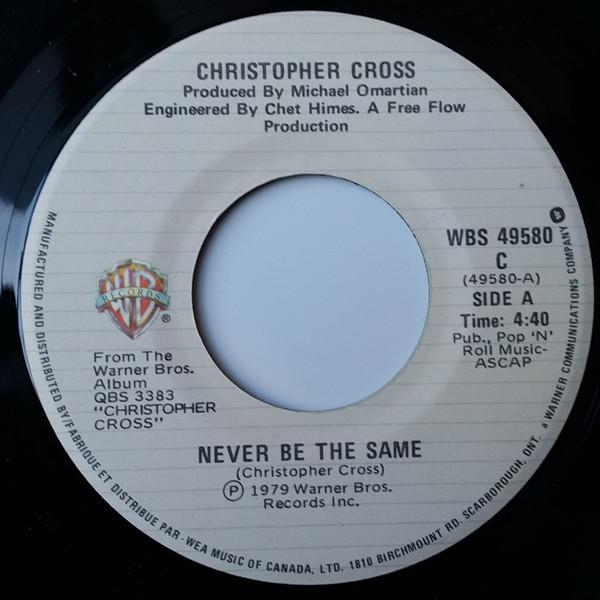 CHRISTOPHER CROSS
Produced By Michael Omartian
Engineered By Chet Himes. A Free Flow
Production
WBS 49580
C
(49580-A)
SIDE A
Time: 4:40
Pub., Pop 'N'
Roll Music-
ASCAP
WB
RECORDS
®
From The
Warner Bros.
Album
QBS 3383
"CHRISTOPHER
CROSS"
NEVER BE THE SAME
(Christopher Cross)
℗ 1979 Warner Bros.
Records Inc.
MANUFACTURED AND DISTRIBUTED BY/FABRIQUE ET DISTRIBUE PAR - WEA MUSIC OF CANADA, LTD. 1810 BIRCHMOUNT RD. SCARBOROUGH, ONT. a WARNER COMMUNICATIONS COMPANY